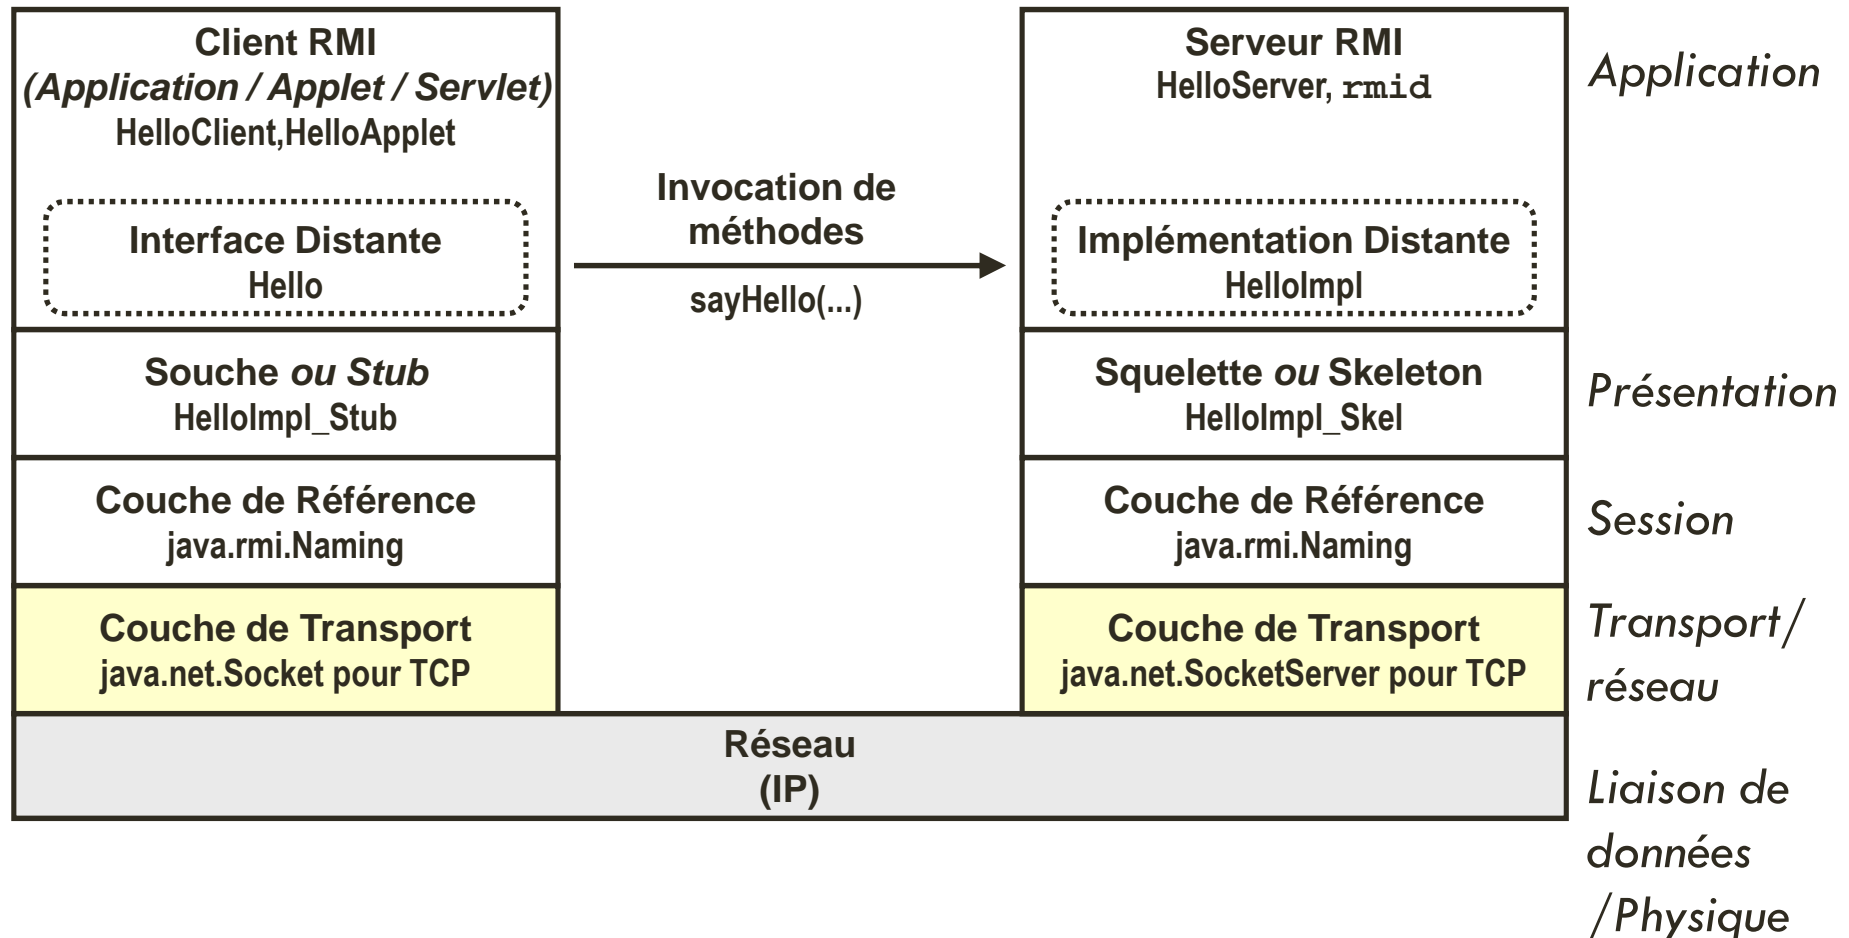 Client RMI
(Application / Applet / Servlet)
HelloClient,HelloApplet
Interface Distante
Hello
Souche ou Stub
HelloImpl_Stub
Couche de Référence
java.rmi.Naming
Couche de Transport
java.net.Socket pour TCP
Invocation de
méthodes
sayHello(...)
Serveur RMI
HelloServer, rmid
Implémentation Distante
HelloImpl
Squelette ou Skeleton
HelloImpl_Skel
Couche de Référence
java.rmi.Naming
Couche de Transport
java.net.SocketServer pour TCP
Réseau
(IP)
Application
Présentation
Session
Transport/
réseau
Liaison de
données
/Physique